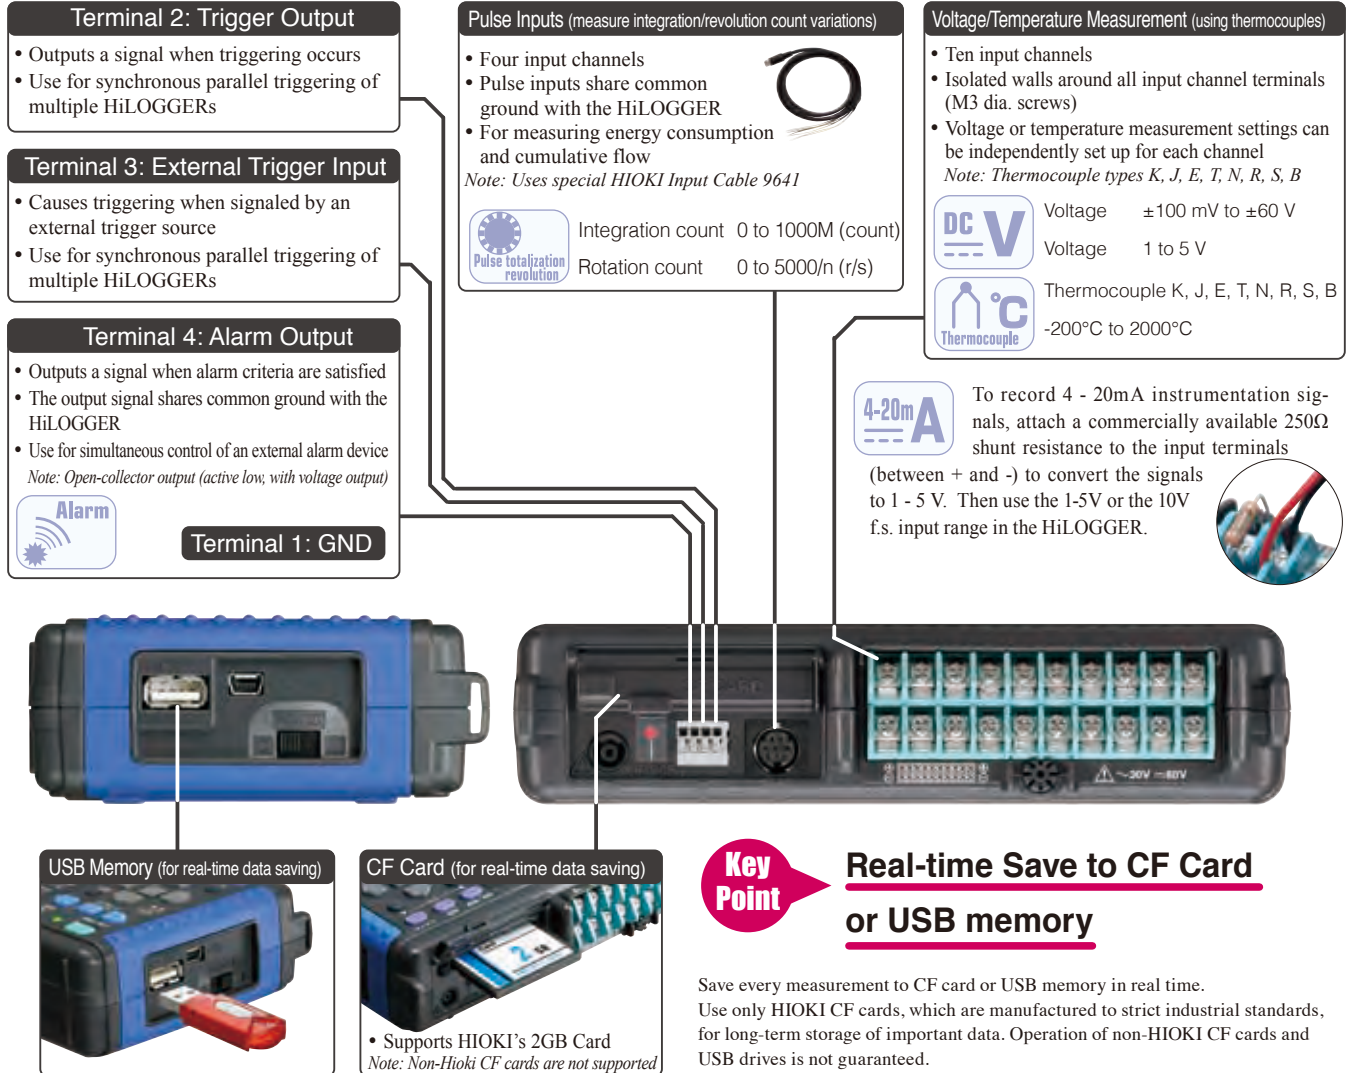 Terminal 2: Trigger Output
• Outputs a signal when triggering occurs
• Use for synchronous parallel triggering of
multiple HiLOGGERs
Terminal 3: External Trigger Input
• Causes triggering when signaled by an
external trigger source
• Use for synchronous parallel triggering of
multiple HiLOGGERs
Terminal 4: Alarm Output
• Outputs a signal when alarm criteria are satisfied
• The output signal shares common ground with the
HiLOGGER
• Use for simultaneous control of an external alarm device
Note: Open-collector output (active low, with voltage output)
Alarm
Terminal 1: GND
Pulse Inputs (measure integration/revolution count variations)
• Four input channels
• Pulse inputs share common
ground with the HiLOGGER
• For measuring energy consumption
and cumulative flow
Note: Uses special HIOKI Input Cable 9641
Pulse totalization
revolution
Integration count 0 to 1000M (count)
Rotation count 0 to 5000/n (r/s)
Voltage/Temperature Measurement (using thermocouples)
• Ten input channels
• Isolated walls around all input channel terminals
(M3 dia. screws)
• Voltage or temperature measurement settings can
be independently set up for each channel
Note: Thermocouple types K, J, E, T, N, R, S, B
DC V
Voltage ±100 mV to ±60 V
Voltage 1 to 5 V
°C
Thermocouple
Thermocouple K, J, E, T, N, R, S, B
-200°C to 2000°C
4-20m A
To record 4 - 20mA instrumentation sig-
nals, attach a commercially available 250Ω
shunt resistance to the input terminals
(between + and -) to convert the signals
to 1 - 5 V. Then use the 1-5V or the 10V
f.s. input range in the HiLOGGER.
USB Memory (for real-time data saving)
CF Card (for real-time data saving)
2
• Supports HIOKI's 2GB Card
Note: Non-Hioki CF cards are not supported
Key
Point
Real-time Save to CF Card
or USB memory
Save every measurement to CF card or USB memory in real time.
Use only HIOKI CF cards, which are manufactured to strict industrial standards,
for long-term storage of important data. Operation of non-HIOKI CF cards and
USB drives is not guaranteed.